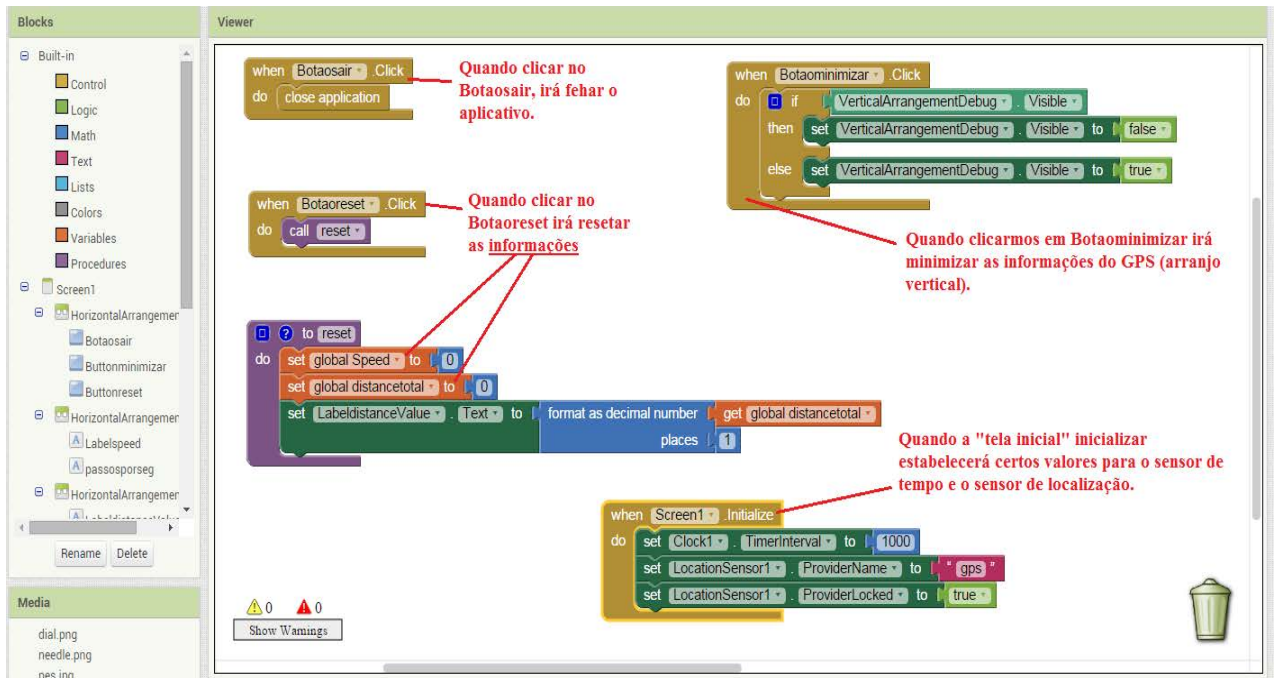 Blocks
Viewer
Built-in
Control
Logic
Math
Text
Lists
Colors
Variables
Procedures
Screen1
HorizontalArrangemen
Botaosair
Buttonminimizar
Buttonreset
HorizontalArrangemen
Labelspeed
passosporseg
HorizontalArrangemen
Rename Delete
Media
dial.png
needle.png
when Botaosair .Click
do close application
Quando clicar no
Botaosair, irá fehar o
aplicativo.
when Botaominimizar .Click
do if VerticalArrangementDebug . Visible
then set VerticalArrangementDebug . Visible to false
else set VerticalArrangementDebug . Visible to true
when Botaoreset .Click
do call reset
Quando clicar no
Botaoreset irá resetar
as informações
Quando clicarmos em Botaominimizar irá
minimizar as informações do GPS (arranjo
vertical).
? to reset
do set global Speed to 0
set global distancetotal to 0
set LabeldistanceValue . Text to format as decimal number get global distancetotal
places 1
Quando a "tela inicial" inicializar
estabelecerá certos valores para o sensor de
tempo e o sensor de localização.
when Screen1 .Initialize
do set Clock1 . TimerInterval to 1000
set LocationSensor1 . ProviderName to " gps "
set LocationSensor1 . ProviderLocked to true
0 0
Show Warnings